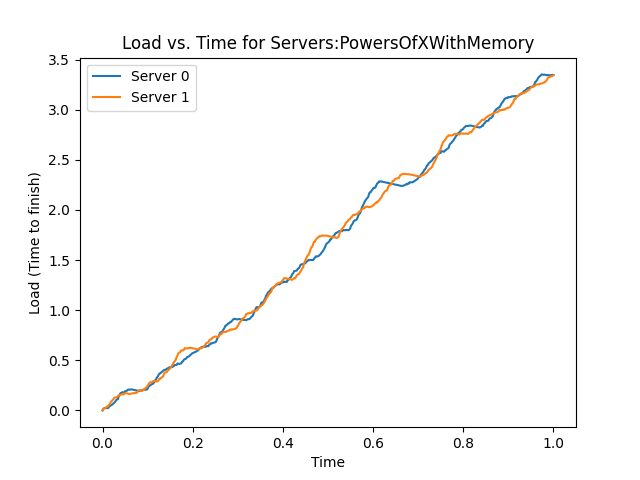 Load vs. Time for Servers:PowersOfXWithMemory
Server 0
Server 1
Load (Time to finish)
3.5
3.0
2.5
2.0
1.5
1.0
0.5
0.0
0.0 0.2 0.4 0.6 0.8 1.0
Time